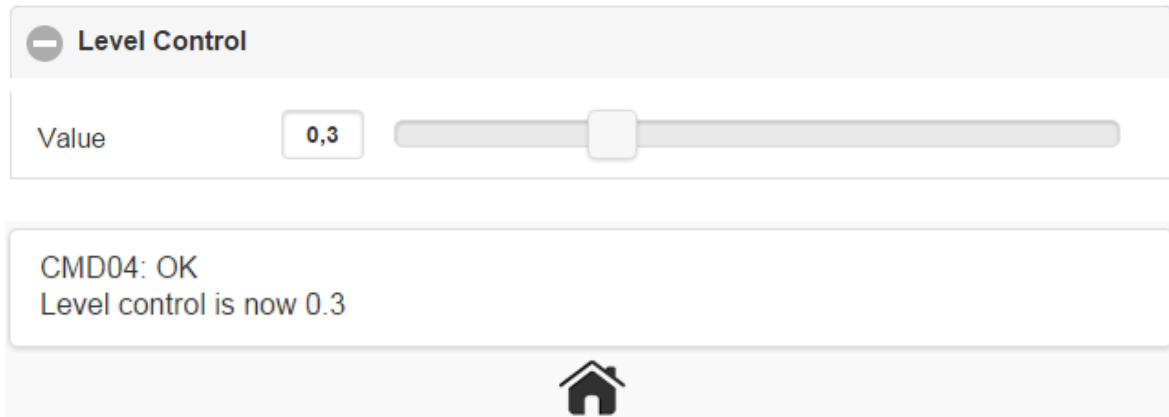 Level Control
Value 0,3
CMD04: OK
Level control is now 0.3